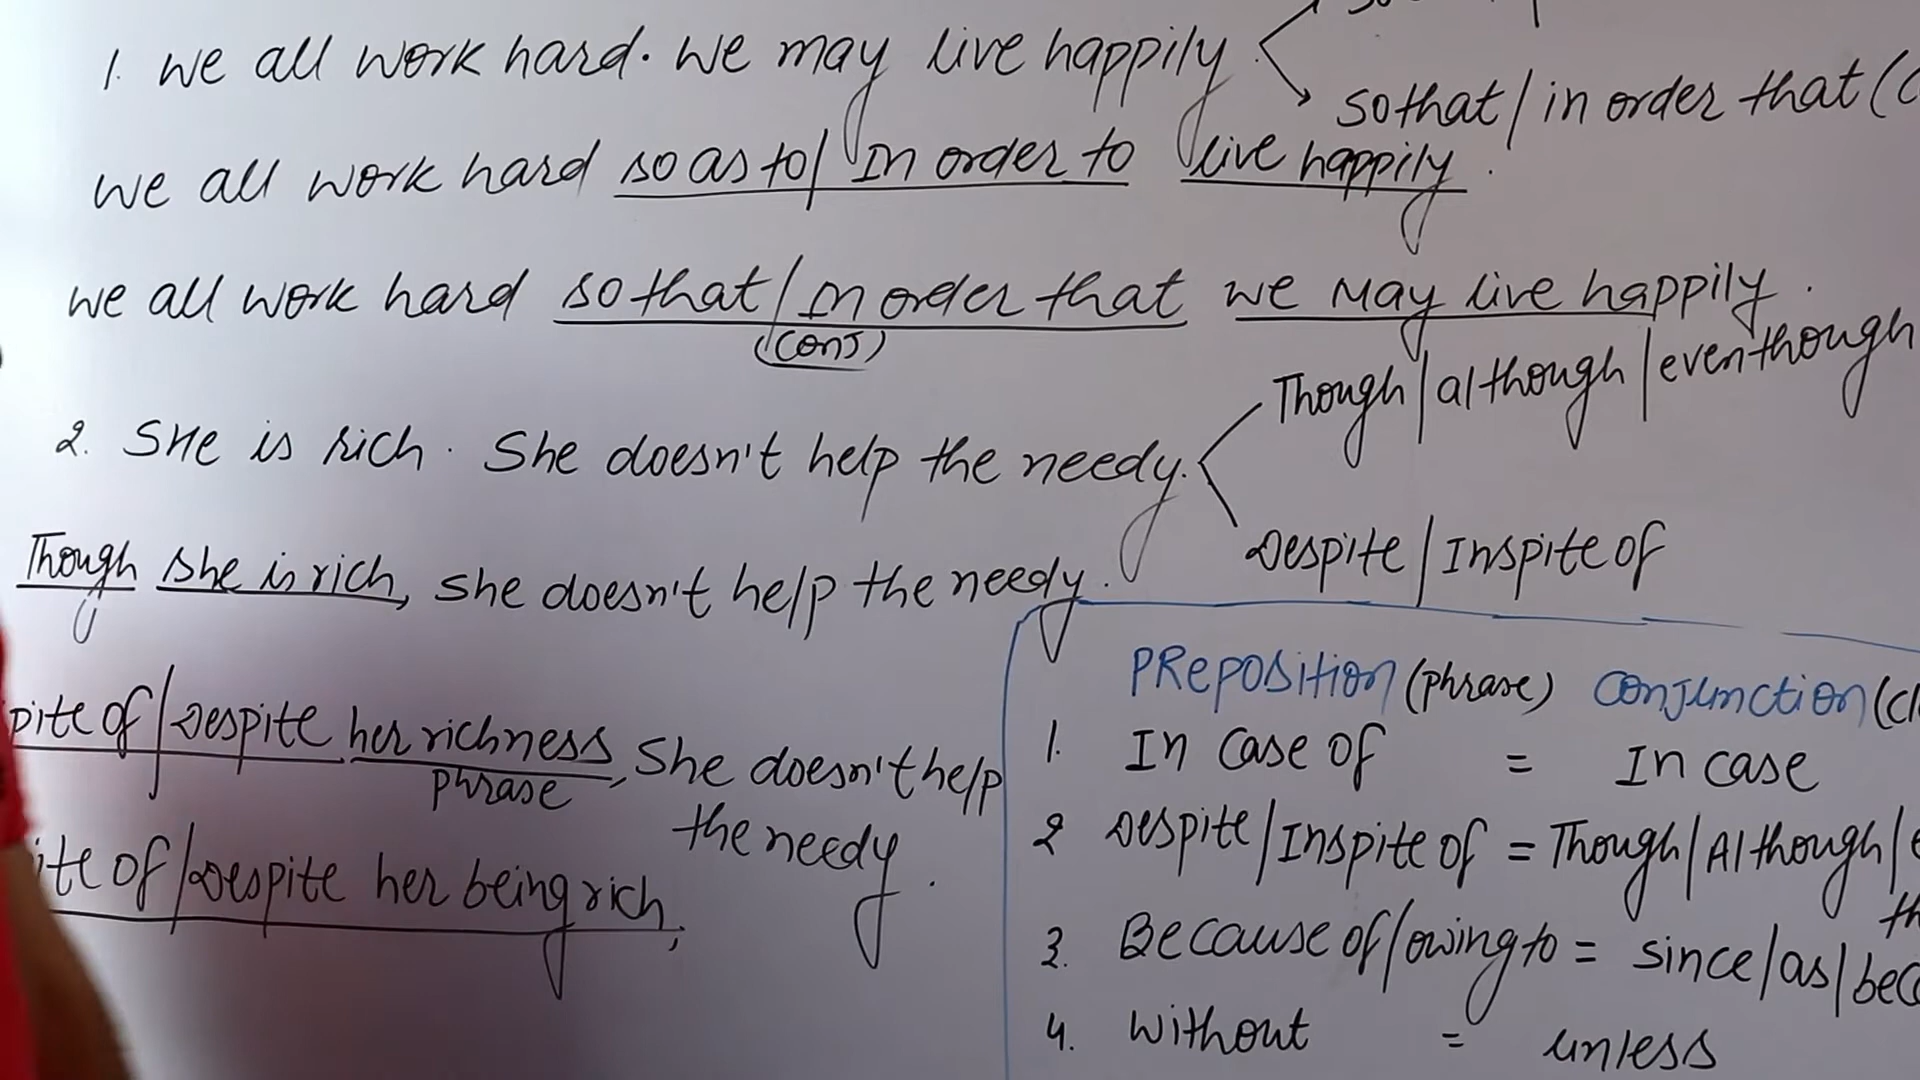 1. We all work hard. We may live happily.
so that / in order that (
We all work hard so as to / In order to live happily.
We all work hard so that / In order that we may live happily.
(conj)
Though / although / eventhough
2. She is rich. She doesn't help the needy.
Despite / Inspite of
Though she is rich, she doesn't help the needy.
pite of / Despite her richness, She doesn't help
phrase
the needy.
ite of / Despite her being rich,
PREPOSITION (phrase) CONJUNCTION (cl
1. In case of = In case
2 Despite / Inspite of = Though / Although / e
th
3. Because of / owing to = since / as / bec
4. without = unless